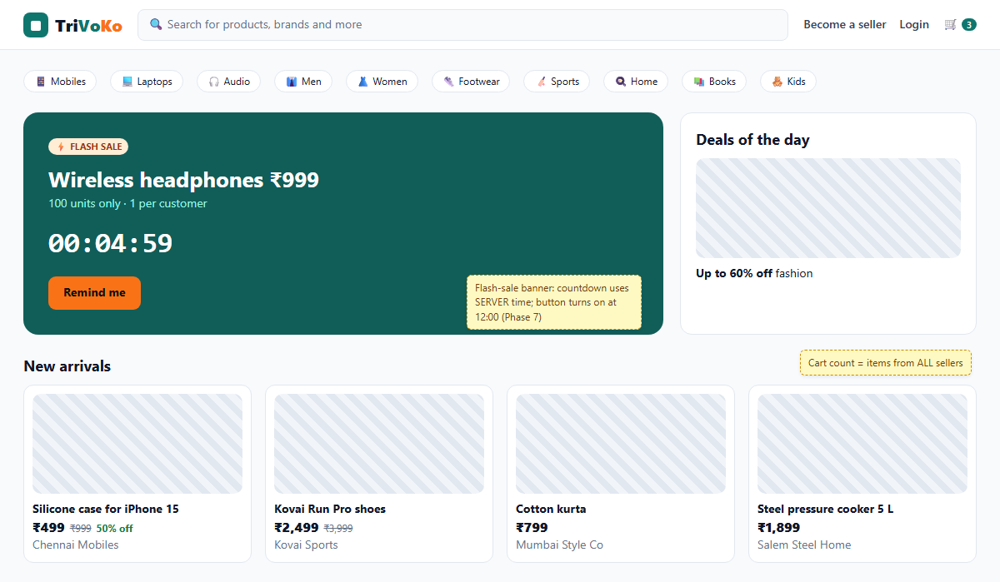 TriVoKo
Search for products, brands and more
Become a seller
Login
3
Mobiles
Laptops
Audio
Men
Women
Footwear
Sports
Home
Books
Kids
FLASH SALE
Wireless headphones ₹999
100 units only · 1 per customer
00:04:59
Remind me
Flash-sale banner: countdown uses
SERVER time; button turns on at
12:00 (Phase 7)
Deals of the day
Up to 60% off fashion
New arrivals
Cart count = items from ALL sellers
Silicone case for iPhone 15
₹499 ₹999 50% off
Chennai Mobiles
Kovai Run Pro shoes
₹2,499 ₹3,999
Kovai Sports
Cotton kurta
₹799
Mumbai Style Co
Steel pressure cooker 5 L
₹1,899
Salem Steel Home